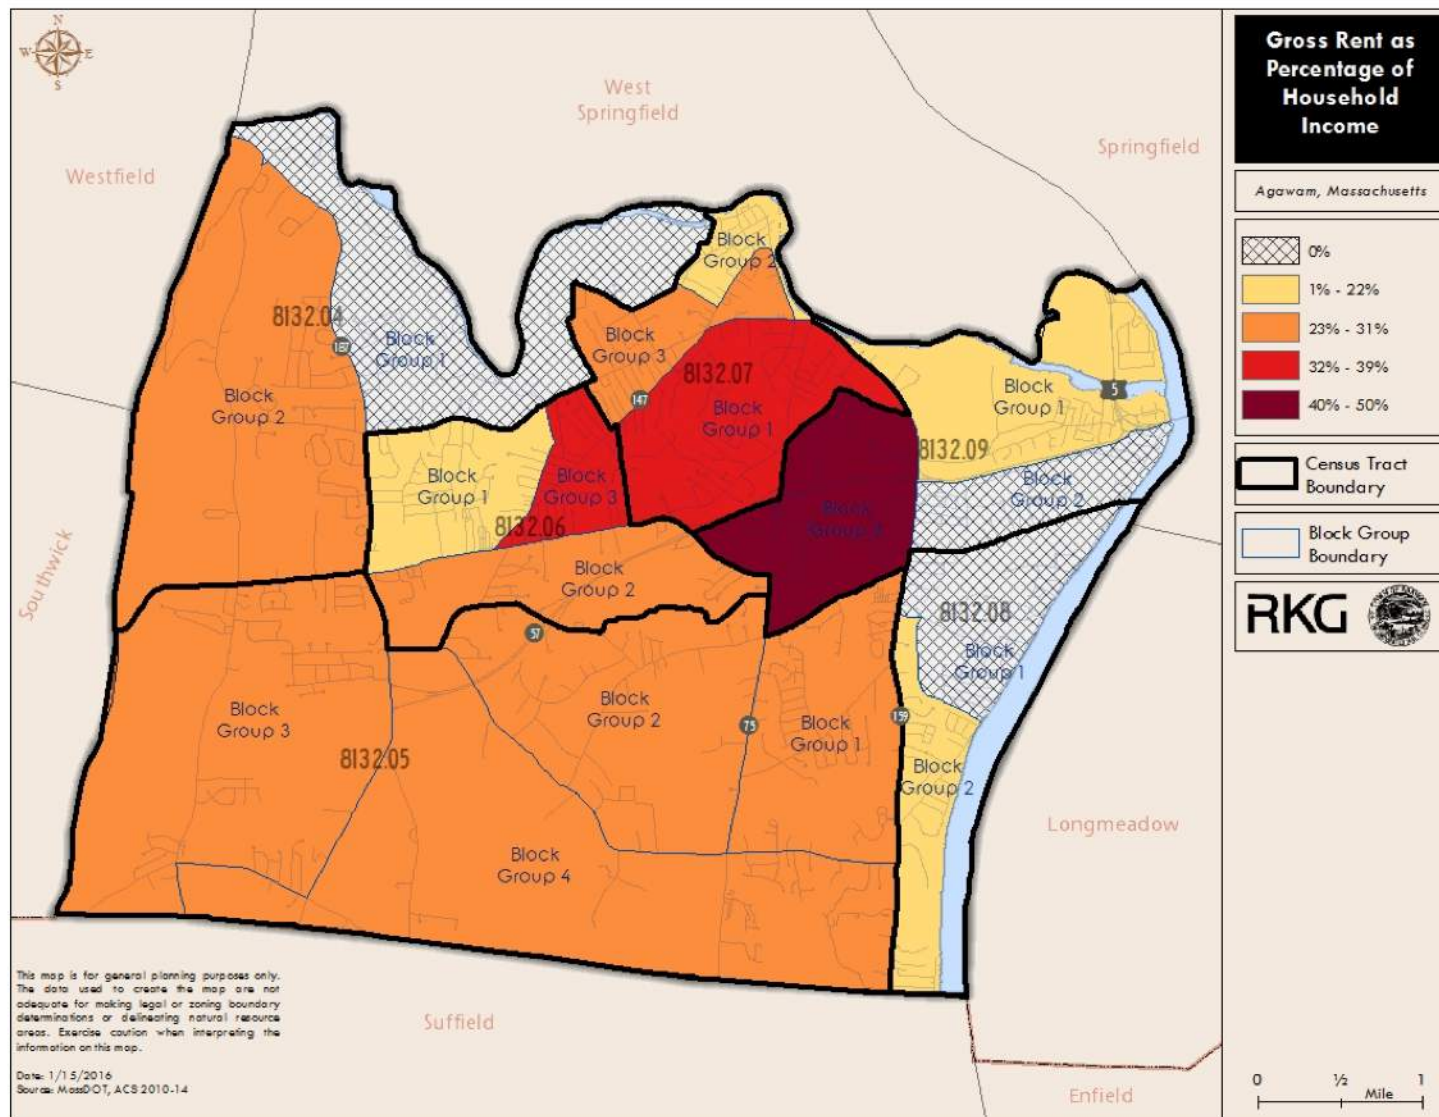 N
W
E
S
West
Springfield
Springfield
Westfield
Southwick
Longmeadow
Suffield
Enfield
8132.04
187
Block
Group 1
Block
Group 2
Block
Group 2
Block
Group 3
147
8132.07
Block
Group 1
Block
Group 1
5
8132.09
Block
Group 2
Block
Group 1
Block
Group 3
8132.06
Block
Block
Group 2
8132.08
Block
Group 1
57
Block
Group 3
8132.05
Block
Group 2
75
Block
Group 1
159
Block
Group 2
Block
Group 4
This map is for general planning purposes only.
The data used to create the map are not
adequate for making legal or zoning boundary
determinations or delineating natural resource
areas. Exercise caution when interpreting the
information on this map.
Date: 1/15/2016
Source: MassDOT, ACS 2010-14
Gross Rent as
Percentage of
Household
Income
Agawam, Massachusetts
0%
1% - 22%
23% - 31%
32% - 39%
40% - 50%
Census Tract
Boundary
Block Group
Boundary
RKG
0 ½ 1
Mile